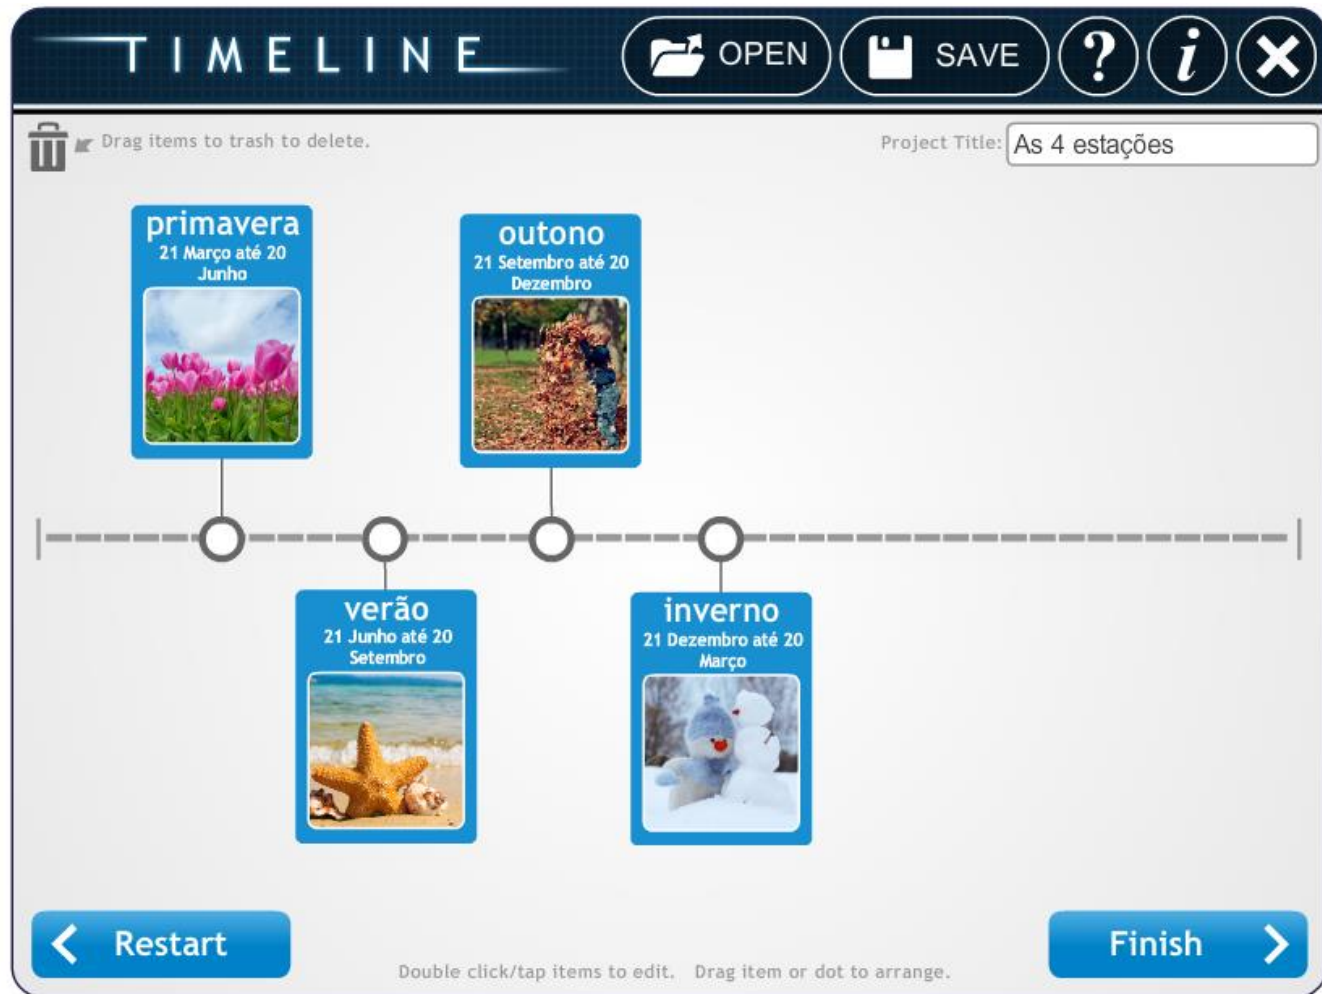 TIMELINE
OPEN
SAVE
?
i
Drag items to trash to delete.
Project Title:
As 4 estações
primavera
21 Março até 20
Junho
outono
21 Setembro até 20
Dezembro
verão
21 Junho até 20
Setembro
inverno
21 Dezembro até 20
Março
Restart
Double click/tap items to edit. Drag item or dot to arrange.
Finish